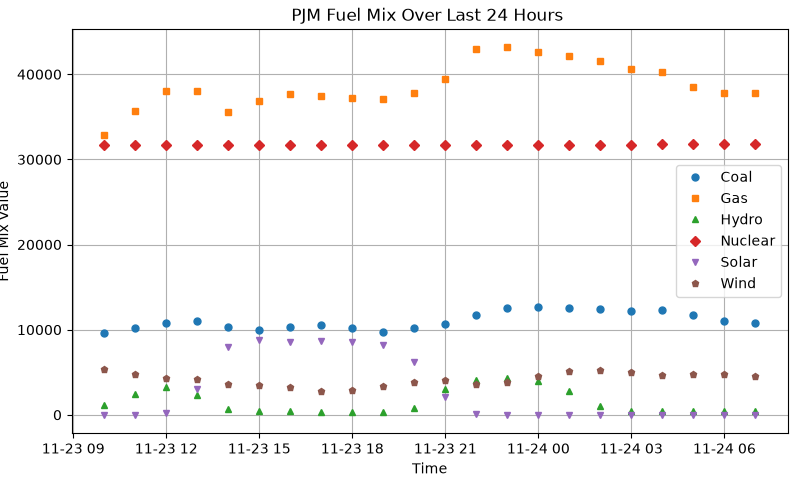 PJM Fuel Mix Over Last 24 Hours
40000
30000
20000
10000
0
Fuel Mix Value
Coal
Gas
Hydro
Nuclear
Solar
Wind
11-23 09 11-23 12 11-23 15 11-23 18 11-23 21 11-24 00 11-24 03 11-24 06
Time